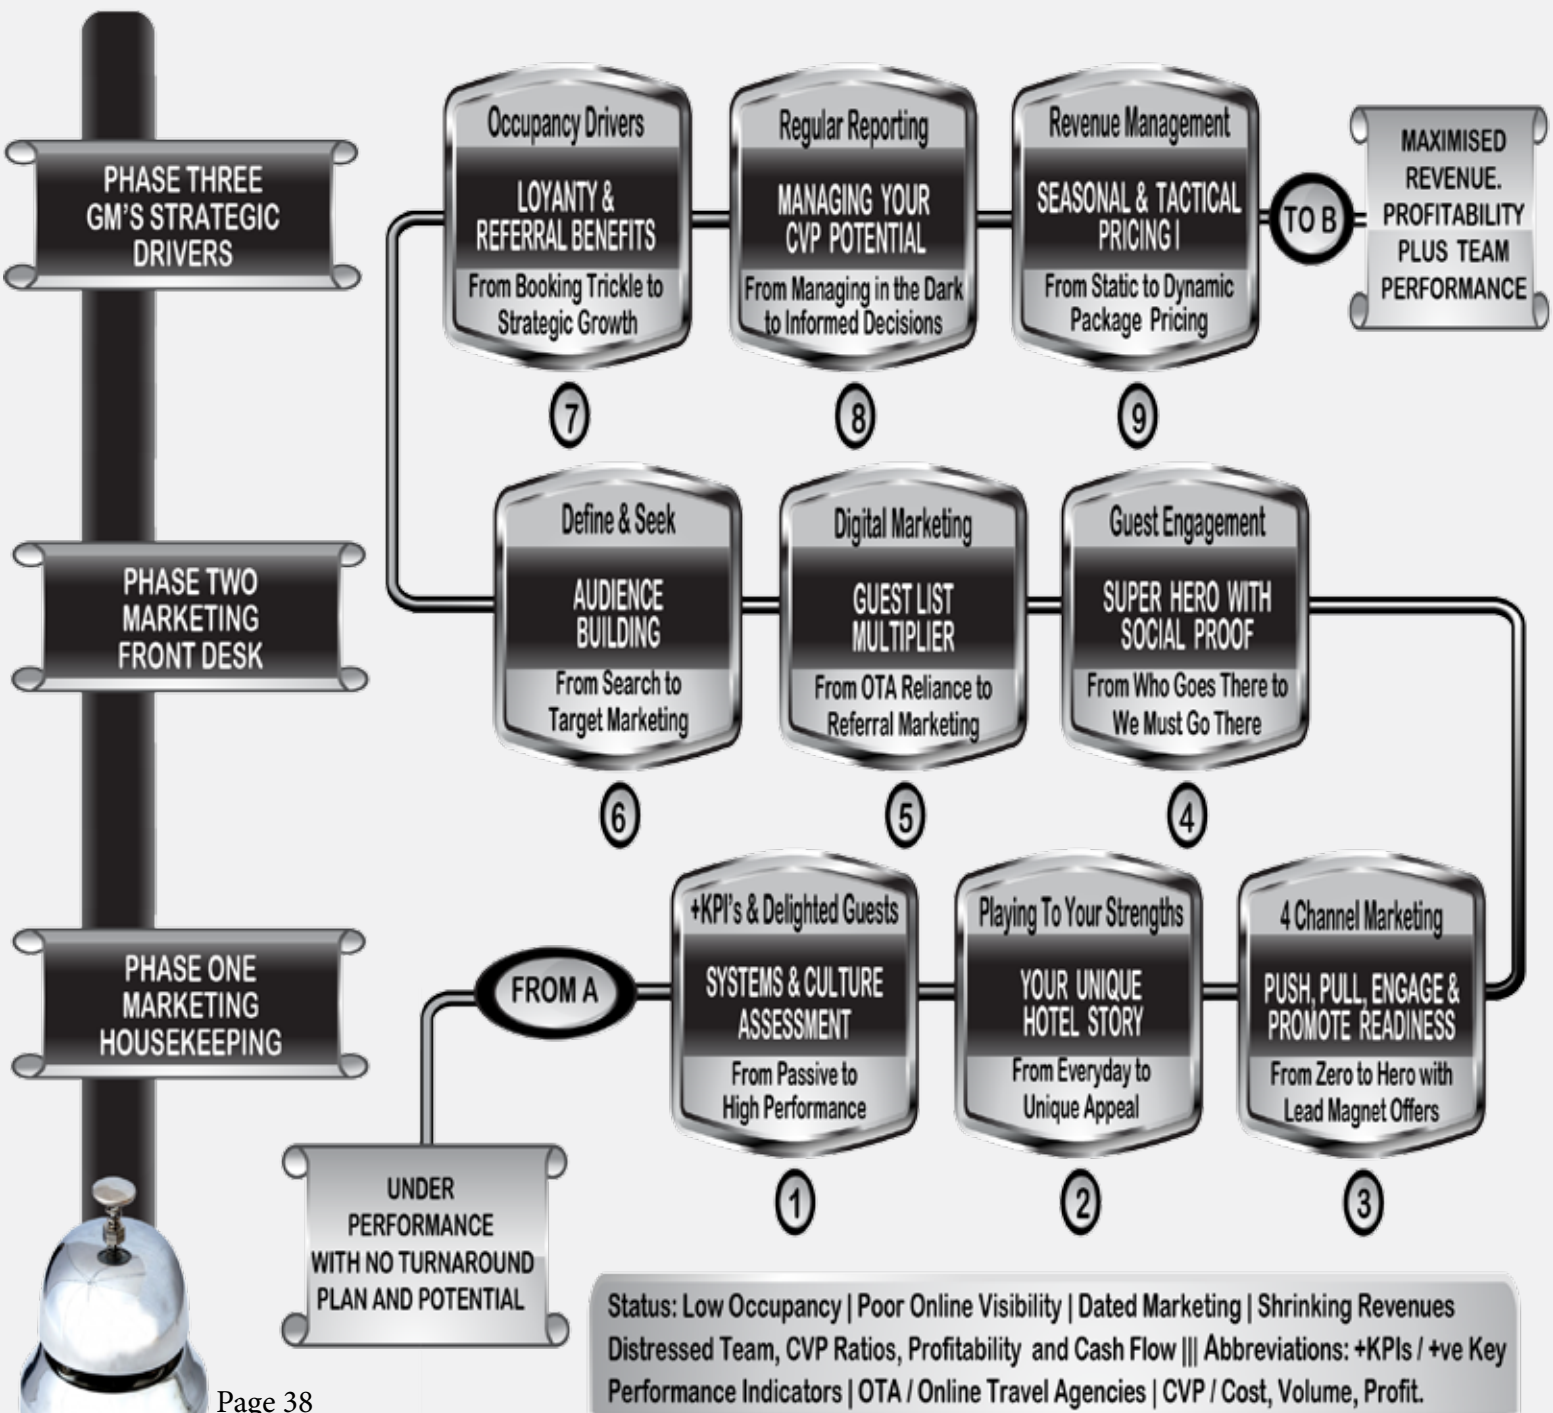 PHASE THREE
GM'S STRATEGIC
DRIVERS
Occupancy Drivers
LOYANTY &
REFERRAL BENEFITS
From Booking Trickle to
Strategic Growth
7
Regular Reporting
MANAGING YOUR
CVP POTENTIAL
From Managing in the Dark
to Informed Decisions
8
Revenue Management
SEASONAL & TACTICAL
PRICING I
From Static to Dynamic
Package Pricing
9
TO B
MAXIMISED
REVENUE.
PROFITABILITY
PLUS TEAM
PERFORMANCE
PHASE TWO
MARKETING
FRONT DESK
Define & Seek
AUDIENCE
BUILDING
From Search to
Target Marketing
6
Digital Marketing
GUEST LIST
MULTIPLIER
From OTA Reliance to
Referral Marketing
5
Guest Engagement
SUPER HERO WITH
SOCIAL PROOF
From Who Goes There to
We Must Go There
4
PHASE ONE
MARKETING
HOUSEKEEPING
FROM A
+KPI's & Delighted Guests
SYSTEMS & CULTURE
ASSESSMENT
From Passive to
High Performance
1
Playing To Your Strengths
YOUR UNIQUE
HOTEL STORY
From Everyday to
Unique Appeal
2
4 Channel Marketing
PUSH, PULL, ENGAGE &
PROMOTE READINESS
From Zero to Hero with
Lead Magnet Offers
3
UNDER
PERFORMANCE
WITH NO TURNAROUND
PLAN AND POTENTIAL
Status: Low Occupancy | Poor Online Visibility | Dated Marketing | Shrinking Revenues
Distressed Team, CVP Ratios, Profitability and Cash Flow ||| Abbreviations: +KPIs / +ve Key
Performance Indicators | OTA / Online Travel Agencies | CVP / Cost, Volume, Profit.
Page 38